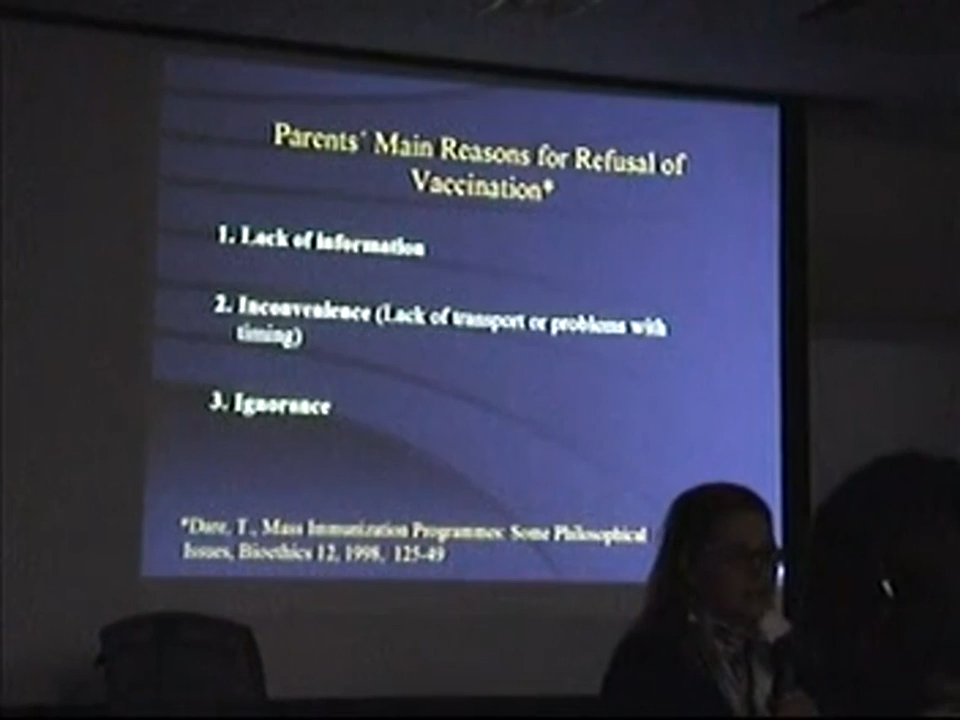 Parents´ Main Reasons for Refusal of
Vaccination*
1. Lack of information
2. Inconvenience (Lack of transport or problems with
timing)
3. Ignorance
*Dare, T., Mass Immunization Programmes: Some Philosophical
Issues, Bioethics 12, 1998, 125-49